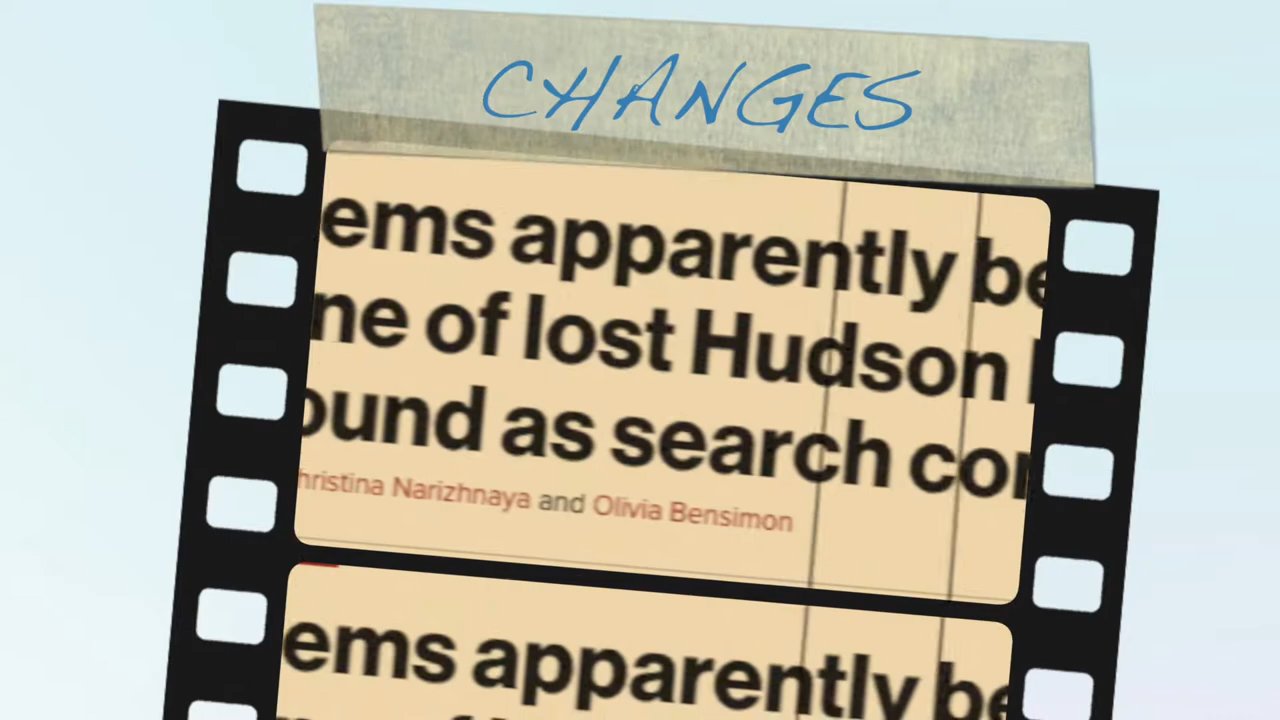 CHANGES
ems apparently be
ne of lost Hudson
ound as search cor
hristina Narizhnaya and Olivia Bensimon
ems apparently be